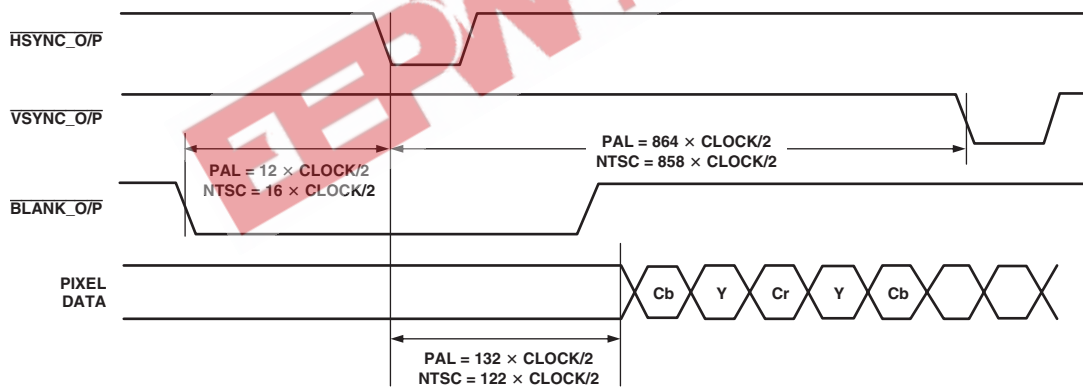 HSYNC_O/P
VSYNC_O/P
PAL = 864 × CLOCK/2
NTSC = 858 × CLOCK/2
PAL = 12 × CLOCK/2
NTSC = 16 × CLOCK/2
BLANK_O/P
PIXEL
DATA
Cb Y Cr Y Cb
PAL = 132 × CLOCK/2
NTSC = 122 × CLOCK/2